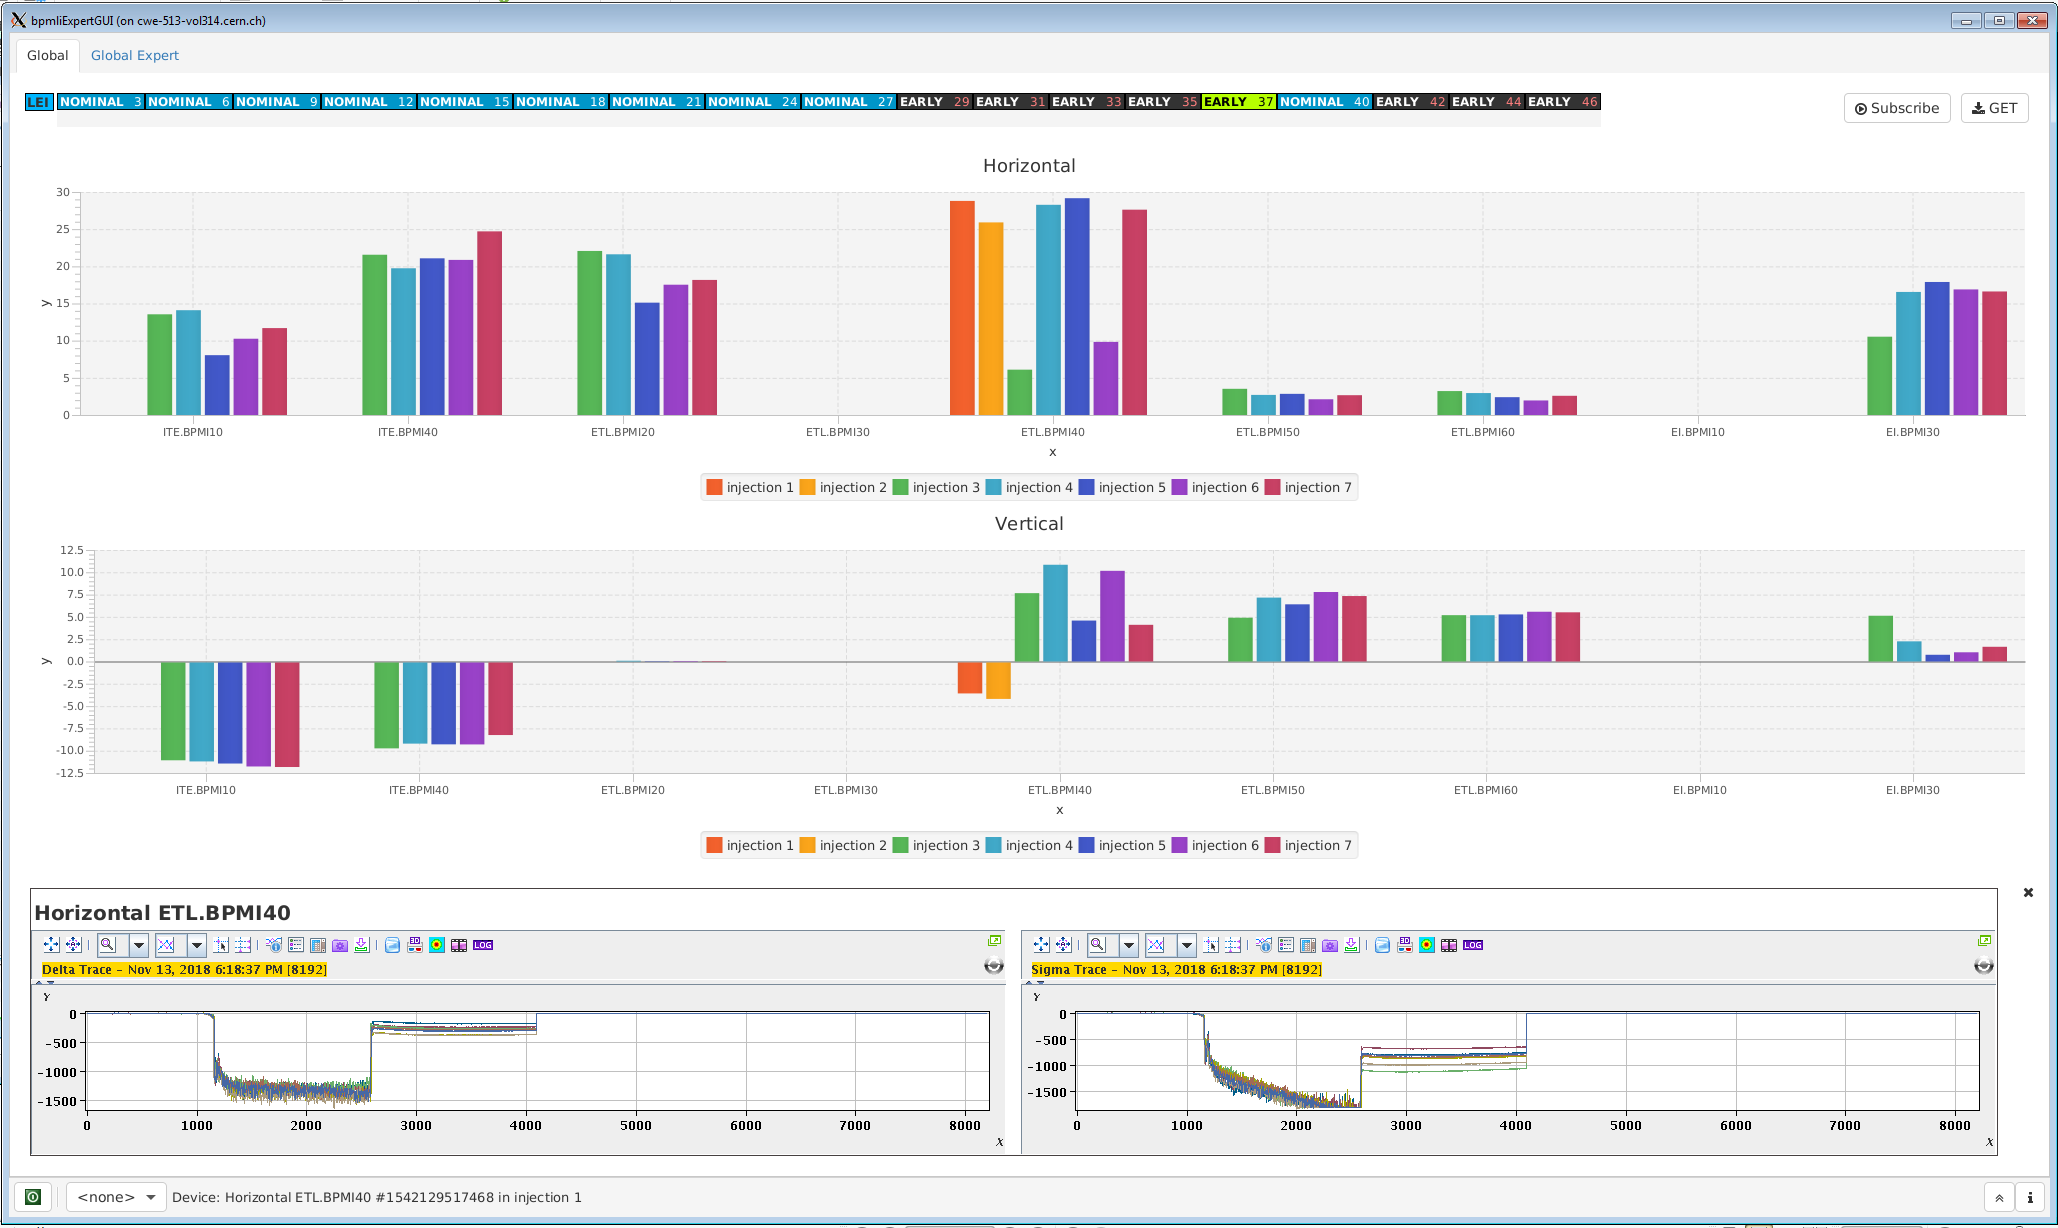 bpmliExpertGUI (on cwe-513-vol314.cern.ch)
Global Global Expert
LEI NOMINAL 3 NOMINAL 6 NOMINAL 9 NOMINAL 12 NOMINAL 15 NOMINAL 18 NOMINAL 21 NOMINAL 24 NOMINAL 27 EARLY 29 EARLY 31 EARLY 33 EARLY 35 EARLY 37 NOMINAL 40 EARLY 42 EARLY 44 EARLY 46
Subscribe GET
Horizontal
30
25
20
15
10
5
0
y
ITE.BPMI10 ITE.BPMI40 ETL.BPMI20 ETL.BPMI30 ETL.BPMI40 ETL.BPMI50 ETL.BPMI60 EI.BPMI10 EI.BPMI30
x
injection 1 injection 2 injection 3 injection 4 injection 5 injection 6 injection 7
Vertical
12.5
10.0
7.5
5.0
2.5
0.0
-2.5
-5.0
-7.5
-10.0
-12.5
y
ITE.BPMI10 ITE.BPMI40 ETL.BPMI20 ETL.BPMI30 ETL.BPMI40 ETL.BPMI50 ETL.BPMI60 EI.BPMI10 EI.BPMI30
x
injection 1 injection 2 injection 3 injection 4 injection 5 injection 6 injection 7
Horizontal ETL.BPMI40
3D LOG
Delta Trace - Nov 13, 2018 6:18:37 PM [8192]
Y
0
-500
-1000
-1500
0 1000 2000 3000 4000 5000 6000 7000 8000
X
3D LOG
Sigma Trace - Nov 13, 2018 6:18:37 PM [8192]
Y
0
-500
-1000
-1500
0 1000 2000 3000 4000 5000 6000 7000 8000
X
<none> Device: Horizontal ETL.BPMI40 #1542129517468 in injection 1